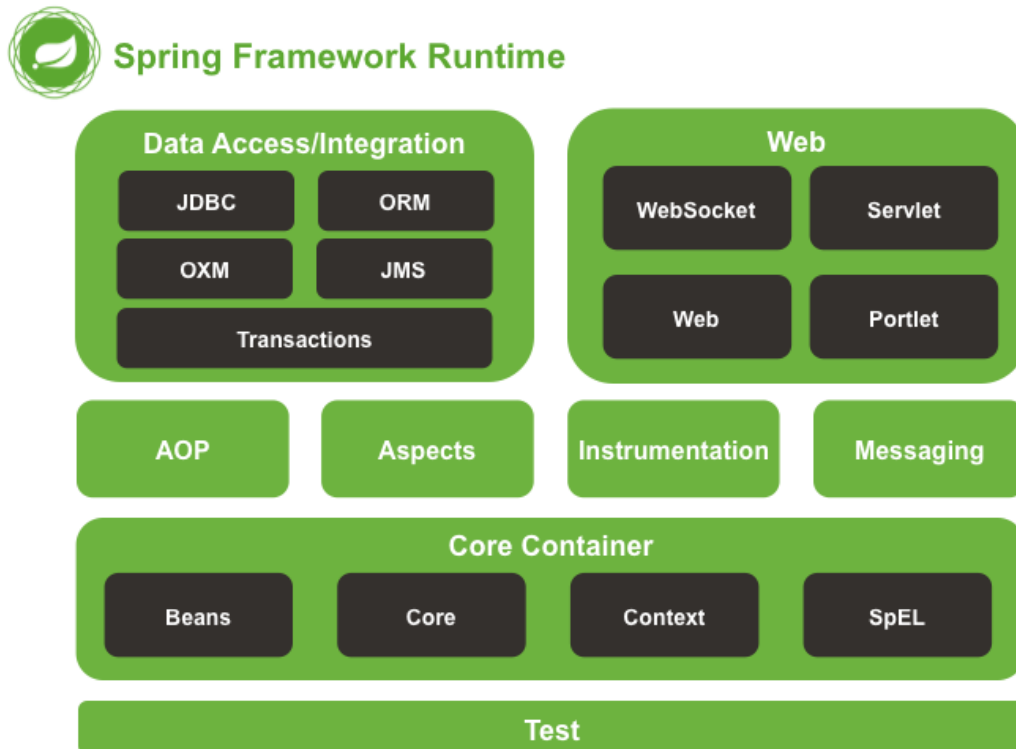 Spring Framework Runtime
Data Access/Integration
JDBC
ORM
OXM
JMS
Transactions
Web
WebSocket
Servlet
Web
Portlet
AOP
Aspects
Instrumentation
Messaging
Core Container
Beans
Core
Context
SpEL
Test